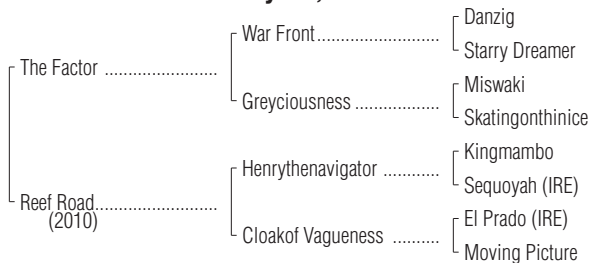 Danzig
War Front
Starry Dreamer
The Factor
Miswaki
Greyciousness
Skatingonthinice
Kingmambo
Henrythenavigator
Sequoyah (IRE)
Reef Road
(2010)
El Prado (IRE)
Cloakof Vagueness
Moving Picture